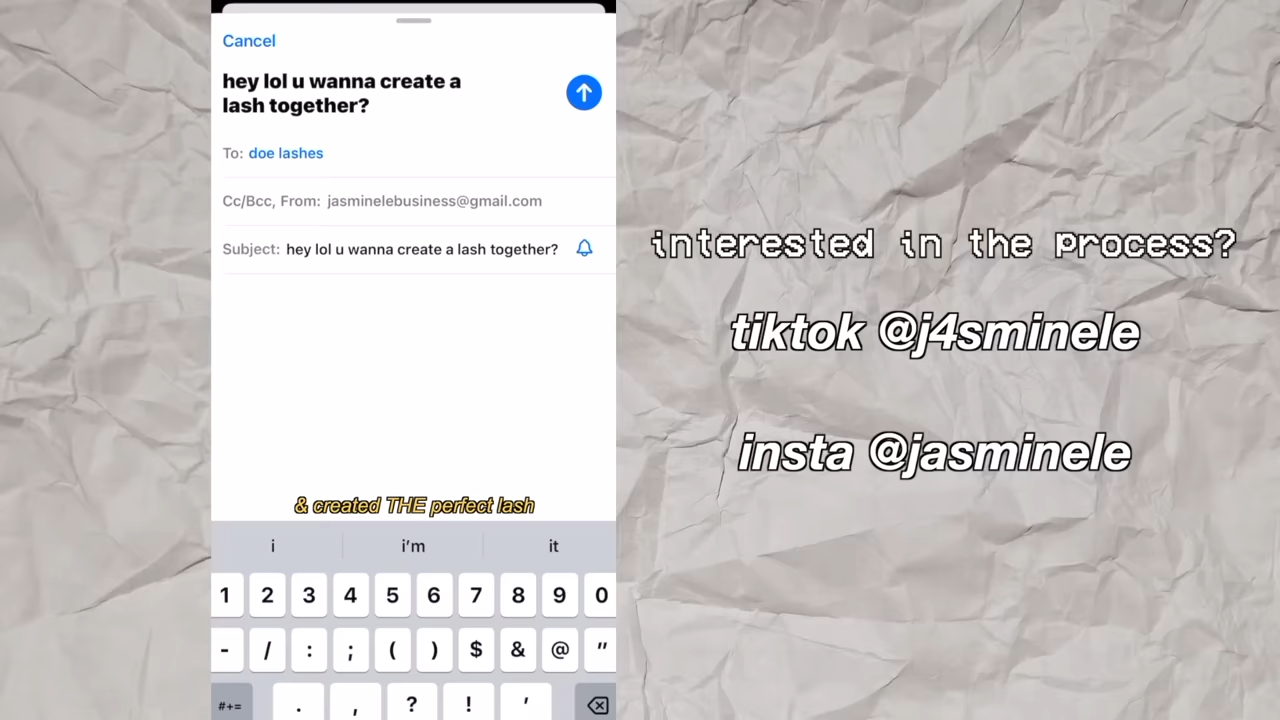 Cancel
hey lol u wanna create a
lash together?
To: doe lashes
Cc/Bcc, From: jasminelebusiness@gmail.com
Subject: hey lol u wanna create a lash together?
& created THE perfect lash
i i'm it
1 2 3 4 5 6 7 8 9 0
- / : ; ( ) $ & @ "
#+= . , ? ! '
interested in the process?
tiktok @j4sminele
insta @jasminele